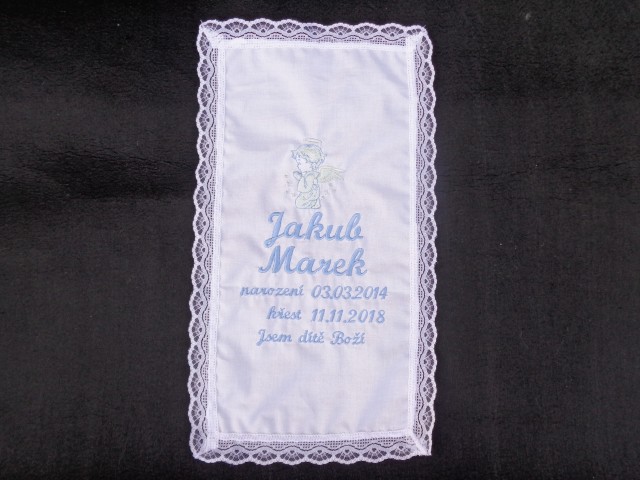 Jakub
Marek
narození 03.03.2014
křest 11.11.2018
Jsem dítě Boží